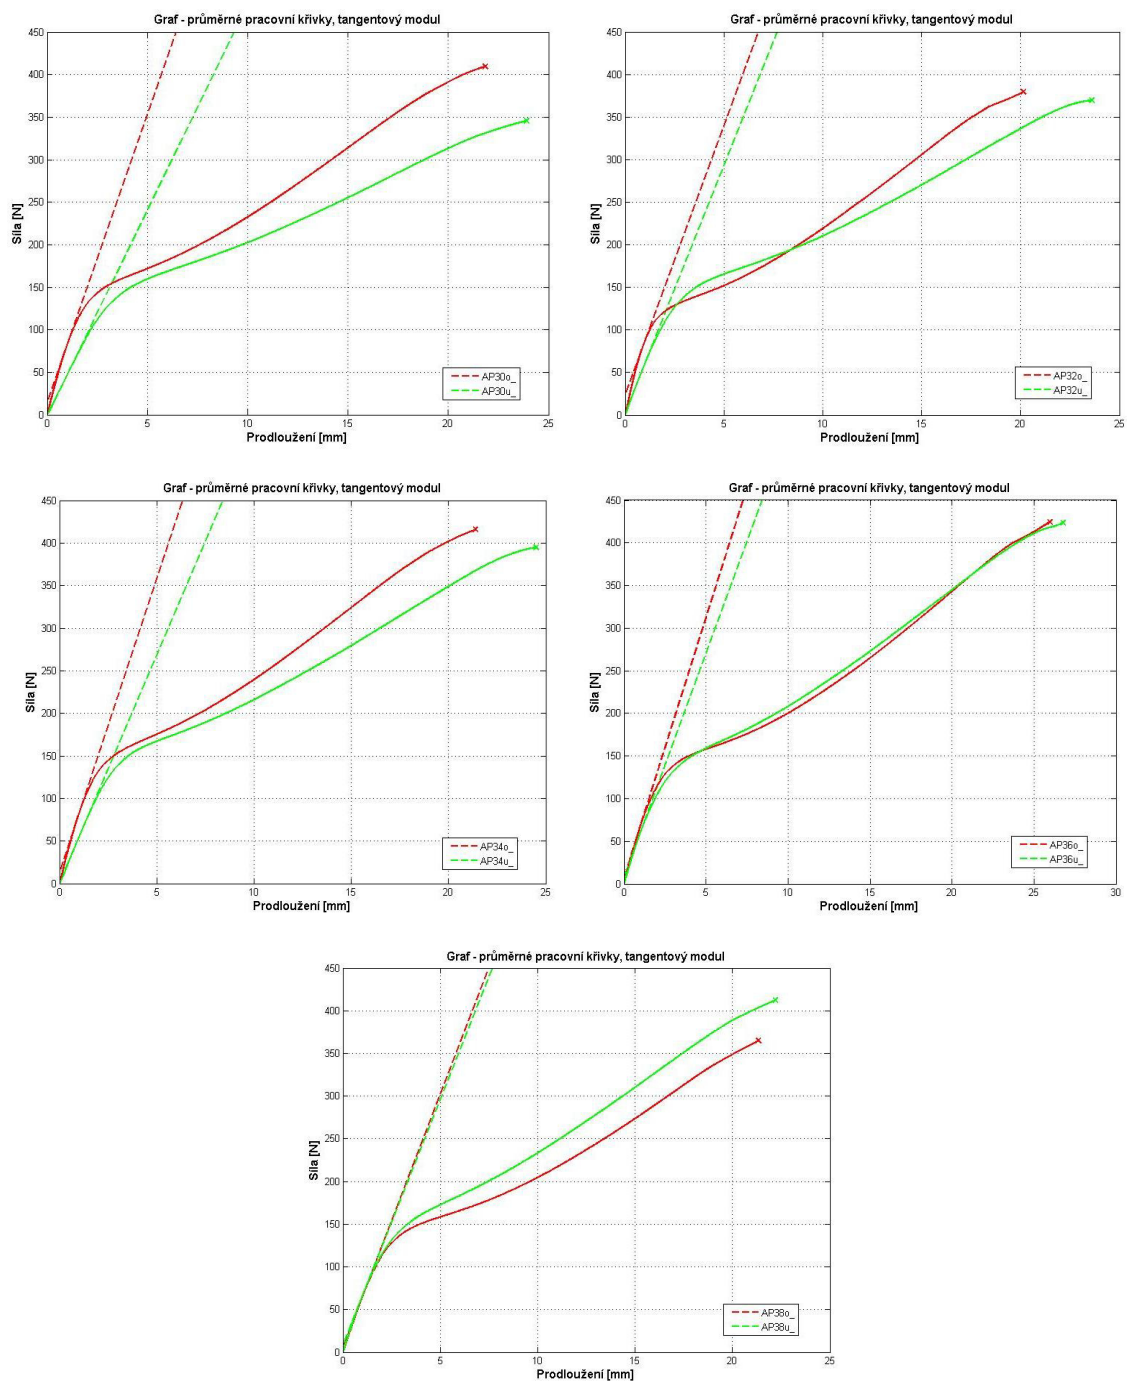 Graf - průměrné pracovní křivky, tangentový modul
450
400
350
300
250
200
150
100
50
0
Síla [N]
0 5 10 15 20 25
Prodloužení [mm]
AP30o_
AP30u_
Graf - průměrné pracovní křivky, tangentový modul
450
400
350
300
250
200
150
100
50
0
Síla [N]
0 5 10 15 20 25
Prodloužení [mm]
AP32o_
AP32u_
Graf - průměrné pracovní křivky, tangentový modul
450
400
350
300
250
200
150
100
50
0
Síla [N]
0 5 10 15 20 25
Prodloužení [mm]
AP34o_
AP34u_
Graf - průměrné pracovní křivky, tangentový modul
450
400
350
300
250
200
150
100
50
0
Síla [N]
0 5 10 15 20 25 30
Prodloužení [mm]
AP36o_
AP36u_
Graf - průměrné pracovní křivky, tangentový modul
450
400
350
300
250
200
150
100
50
0
Síla [N]
0 5 10 15 20 25
Prodloužení [mm]
AP38o_
AP38u_